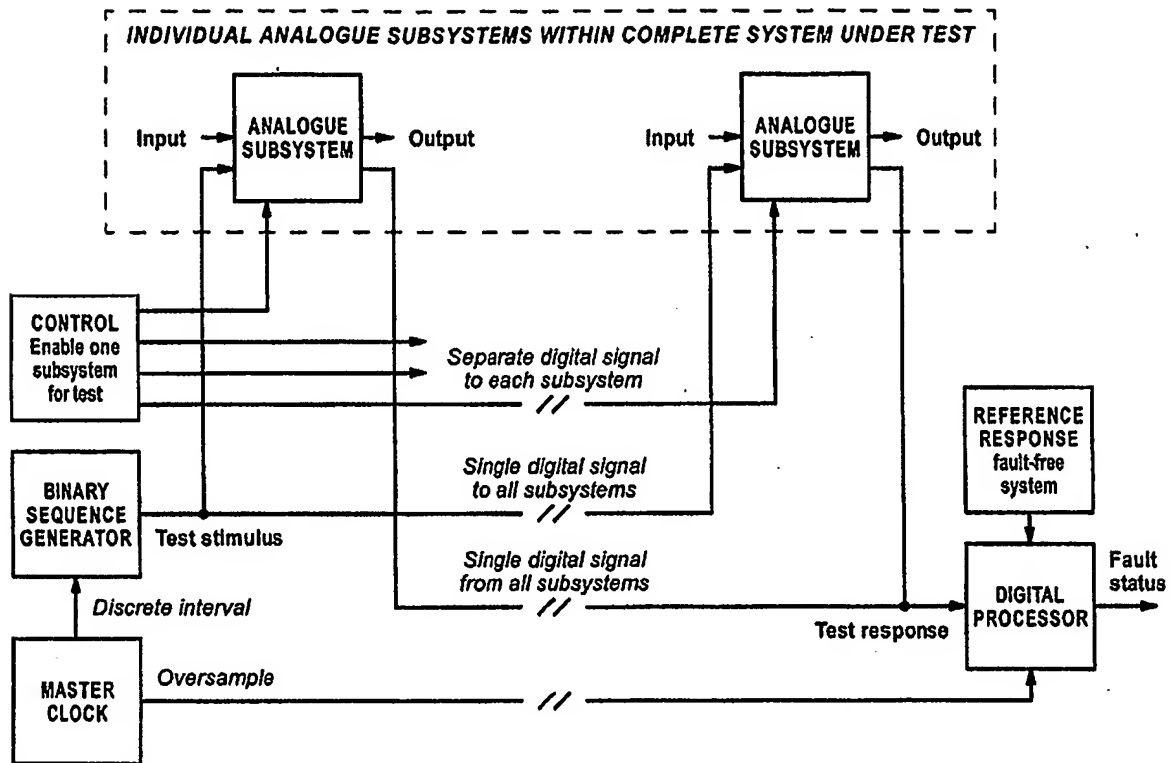 INDIVIDUAL ANALOGUE SUBSYSTEMS WITHIN COMPLETE SYSTEM UNDER TEST
Input
ANALOGUE
SUBSYSTEM
Output
Input
ANALOGUE
SUBSYSTEM
Output
CONTROL
Enable one
subsystem
for test
Separate digital signal
to each subsystem
REFERENCE
RESPONSE
fault-free
system
BINARY
SEQUENCE
GENERATOR
Test stimulus
Single digital signal
to all subsystems
Single digital signal
from all subsystems
Test response
DIGITAL
PROCESSOR
Fault
status
Discrete interval
MASTER
CLOCK
Oversample